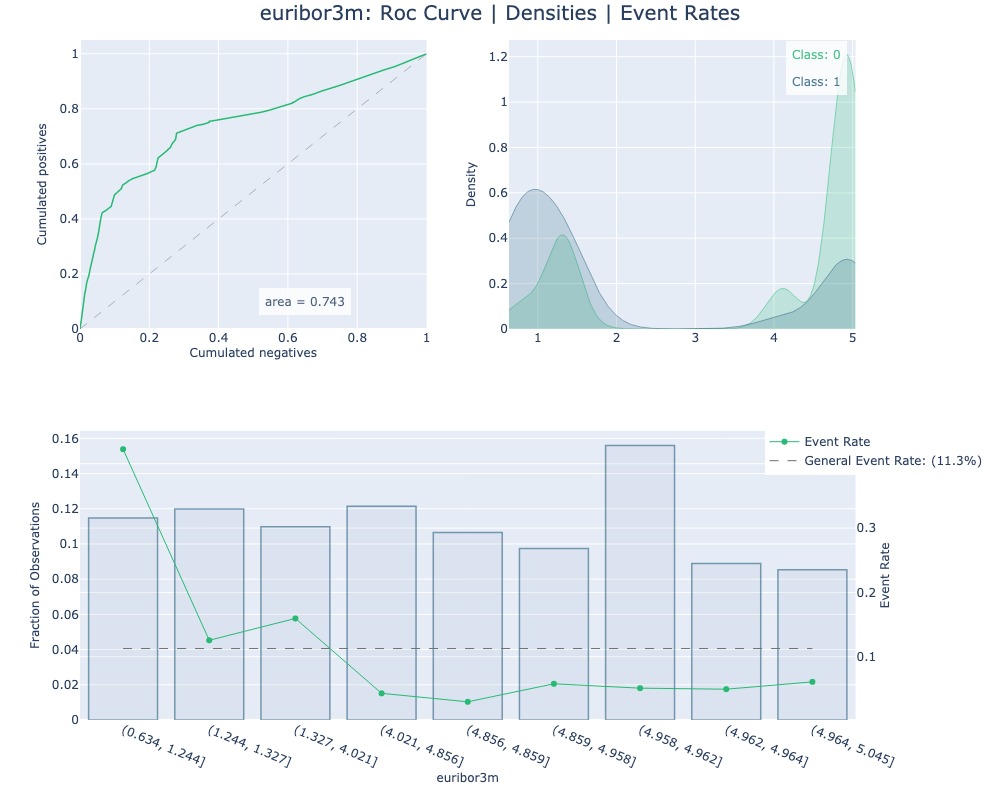 euribor3m: Roc Curve | Densities | Event Rates
Cumulated positives
1
0.8
0.6
0.4
0.2
0
area = 0.743
0 0.2 0.4 0.6 0.8 1
Cumulated negatives
Density
1.2
1
0.8
0.6
0.4
0.2
0
Class: 0
Class: 1
1 2 3 4 5
Fraction of Observations
0.16
0.14
0.12
0.1
0.08
0.06
0.04
0.02
0
Event Rate
General Event Rate: (11.3%)
0.3
0.2
0.1
Event Rate
(0.634, 1.244] (1.244, 1.327] (1.327, 4.021] (4.021, 4.856] (4.856, 4.859] (4.859, 4.958] (4.958, 4.962] (4.962, 4.964] (4.964, 5.045]
euribor3m